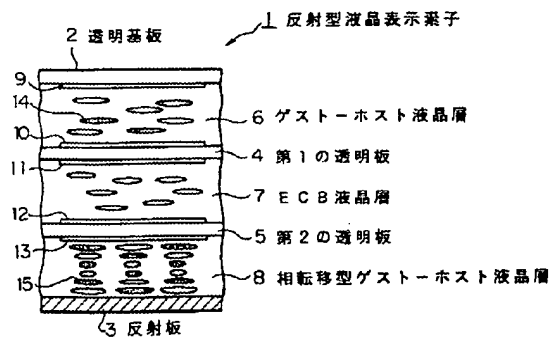 1 反射型液晶表示素子
2 透明基板
9
14
6 ゲストーホスト液晶層
10
4 第1の透明板
11
7 ECB液晶層
12
5 第2の透明板
13
8 相転移型ゲストーホスト液晶層
15
3 反射板